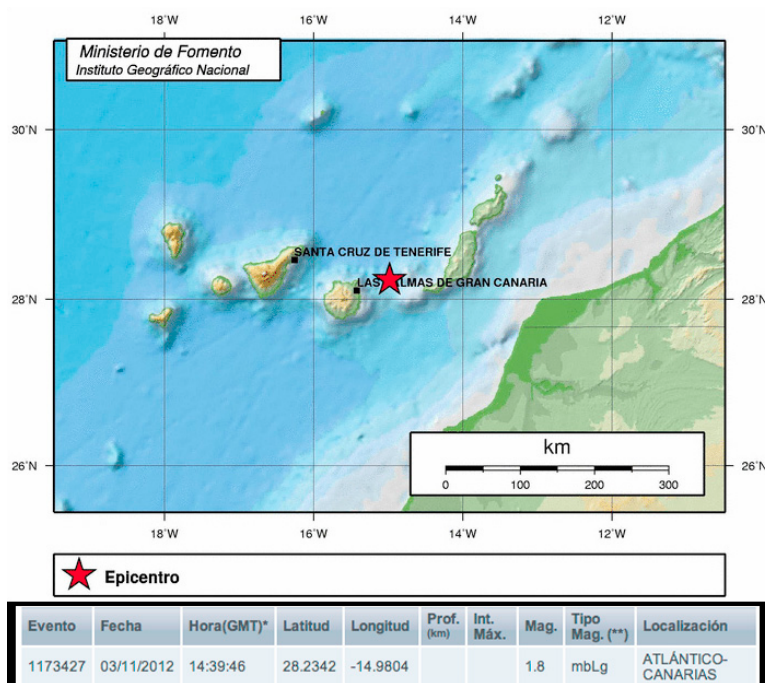 18°W 16°W 14°W 12°W
Ministerio de Fomento
Instituto Geográfico Nacional
30°N 30°N
SANTA CRUZ DE TENERIFE
LAS PALMAS DE GRAN CANARIA
28°N 28°N
km
0 100 200 300
26°N 26°N
18°W 16°W 14°W 12°W
Epicentro
Evento Fecha Hora(GMT)* Latitud Longitud Prof. (km) Int. Máx. Mag. Tipo Mag. (**) Localización
1173427 03/11/2012 14:39:46 28.2342 -14.9804 1.8 mbLg ATLÁNTICO-CANARIAS